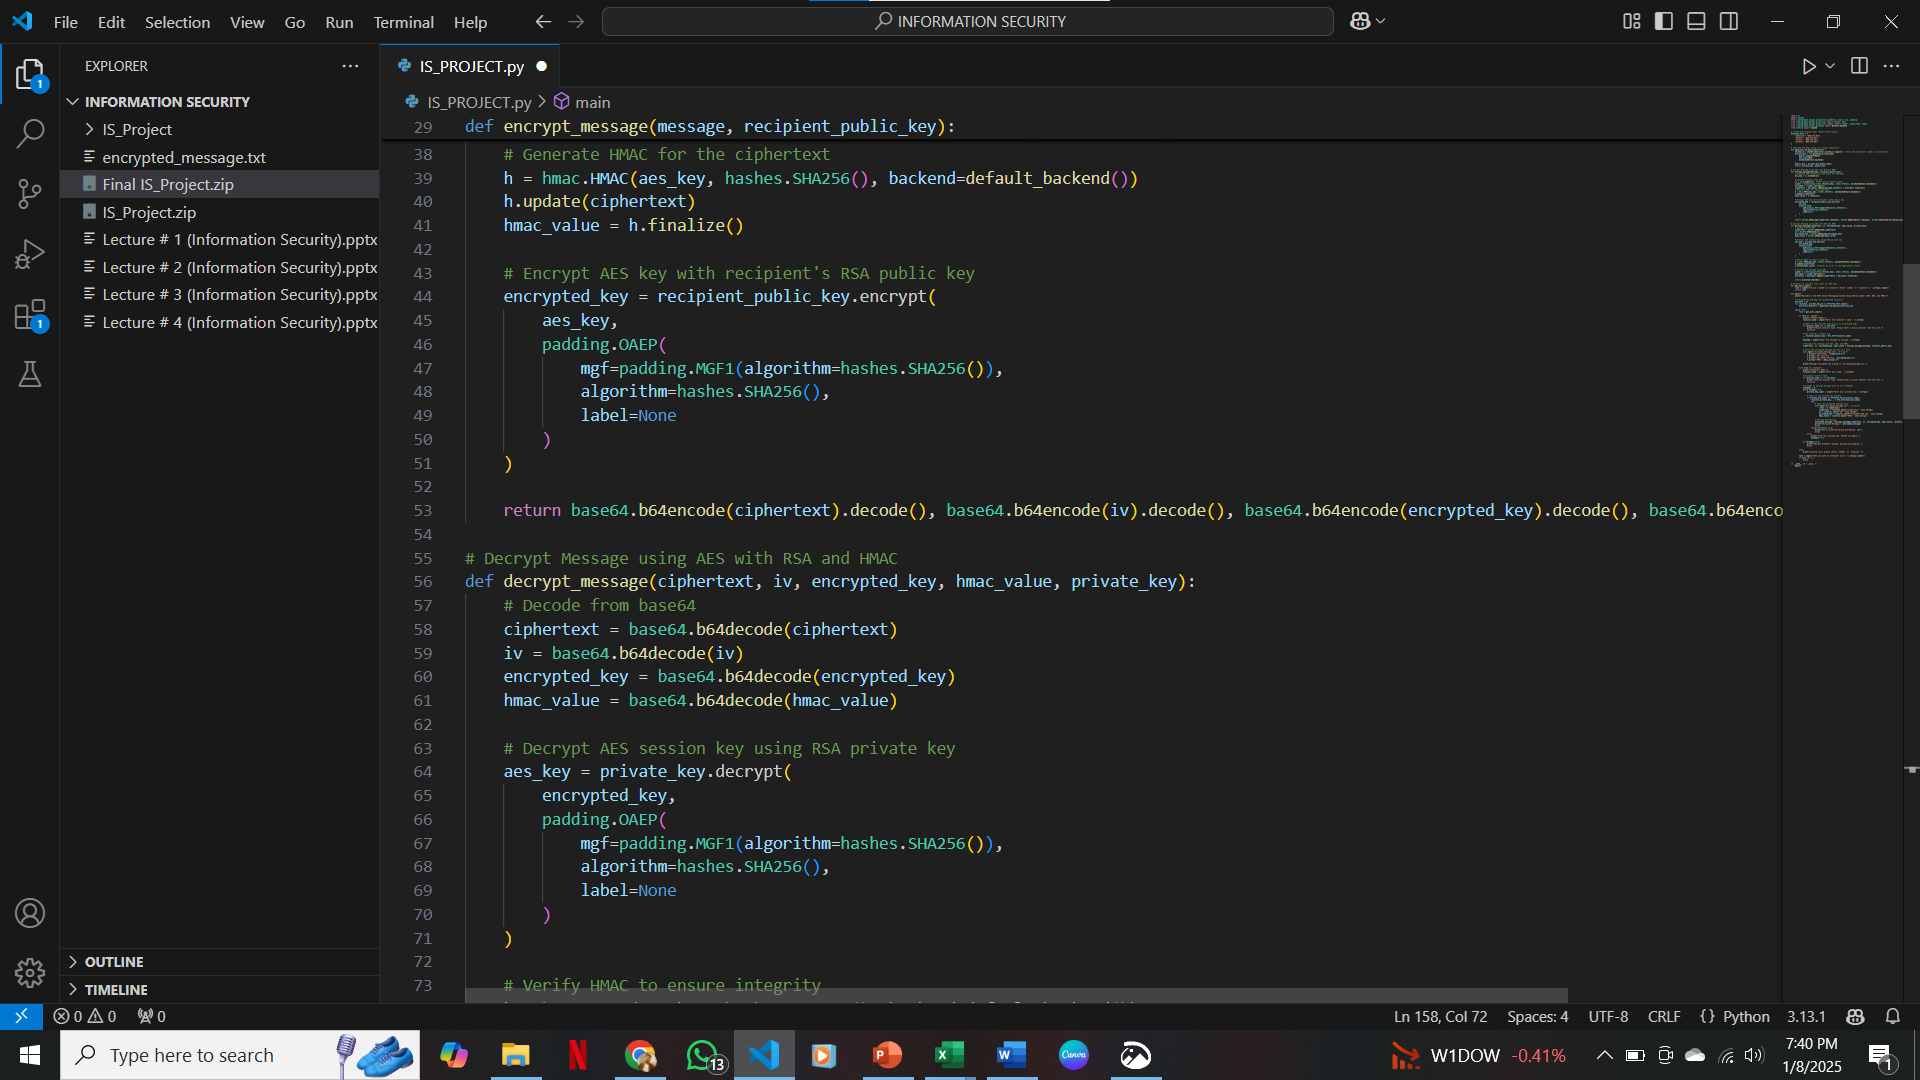 File Edit Selection View Go Run Terminal Help
INFORMATION SECURITY
EXPLORER
INFORMATION SECURITY
IS_Project
encrypted_message.txt
Final IS_Project.zip
IS_Project.zip
Lecture # 1 (Information Security).pptx
Lecture # 2 (Information Security).pptx
Lecture # 3 (Information Security).pptx
Lecture # 4 (Information Security).pptx
OUTLINE
TIMELINE
1
1
IS_PROJECT.py
IS_PROJECT.py > main
29 def encrypt_message(message, recipient_public_key):
38 # Generate HMAC for the ciphertext
39 h = hmac.HMAC(aes_key, hashes.SHA256(), backend=default_backend())
40 h.update(ciphertext)
41 hmac_value = h.finalize()
42
43 # Encrypt AES key with recipient's RSA public key
44 encrypted_key = recipient_public_key.encrypt(
45 aes_key,
46 padding.OAEP(
47 mgf=padding.MGF1(algorithm=hashes.SHA256()),
48 algorithm=hashes.SHA256(),
49 label=None
50 )
51 )
52
53 return base64.b64encode(ciphertext).decode(), base64.b64encode(iv).decode(), base64.b64encode(encrypted_key).decode(), base64.b64enco
54
55 # Decrypt Message using AES with RSA and HMAC
56 def decrypt_message(ciphertext, iv, encrypted_key, hmac_value, private_key):
57 # Decode from base64
58 ciphertext = base64.b64decode(ciphertext)
59 iv = base64.b64decode(iv)
60 encrypted_key = base64.b64decode(encrypted_key)
61 hmac_value = base64.b64decode(hmac_value)
62
63 # Decrypt AES session key using RSA private key
64 aes_key = private_key.decrypt(
65 encrypted_key,
66 padding.OAEP(
67 mgf=padding.MGF1(algorithm=hashes.SHA256()),
68 algorithm=hashes.SHA256(),
69 label=None
70 )
71 )
72
73 # Verify HMAC to ensure integrity
0 0 0
Ln 158, Col 72 Spaces: 4 UTF-8 CRLF {} Python 3.13.1
Type here to search
13
Canva
W1DOW -0.41%
7:40 PM
1/8/2025
1